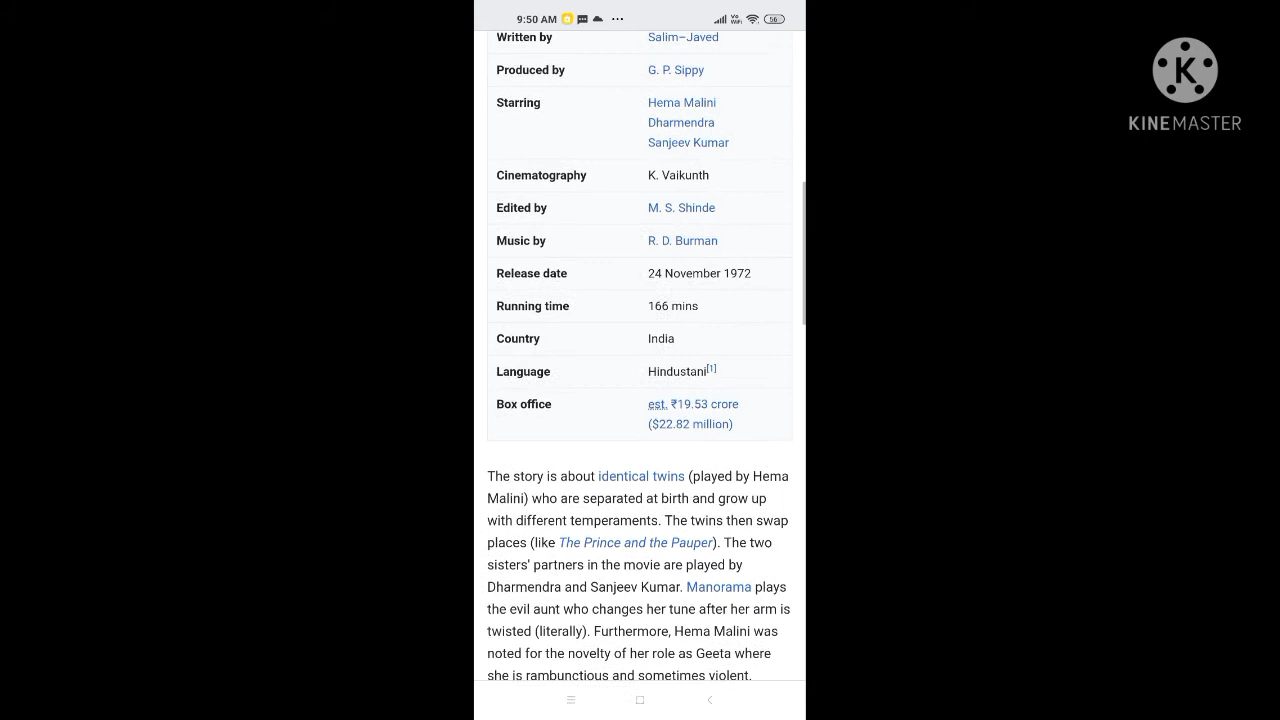 9:50 AM
Vo
WiFi
56
Written by Salim–Javed
Produced by G. P. Sippy
Starring Hema Malini
Dharmendra
Sanjeev Kumar
Cinematography K. Vaikunth
Edited by M. S. Shinde
Music by R. D. Burman
Release date 24 November 1972
Running time 166 mins
Country India
Language Hindustani[1]
Box office est. ₹19.53 crore
($22.82 million)
The story is about identical twins (played by Hema
Malini) who are separated at birth and grow up
with different temperaments. The twins then swap
places (like The Prince and the Pauper). The two
sisters' partners in the movie are played by
Dharmendra and Sanjeev Kumar. Manorama plays
the evil aunt who changes her tune after her arm is
twisted (literally). Furthermore, Hema Malini was
noted for the novelty of her role as Geeta where
she is rambunctious and sometimes violent.
K
KINEMASTER